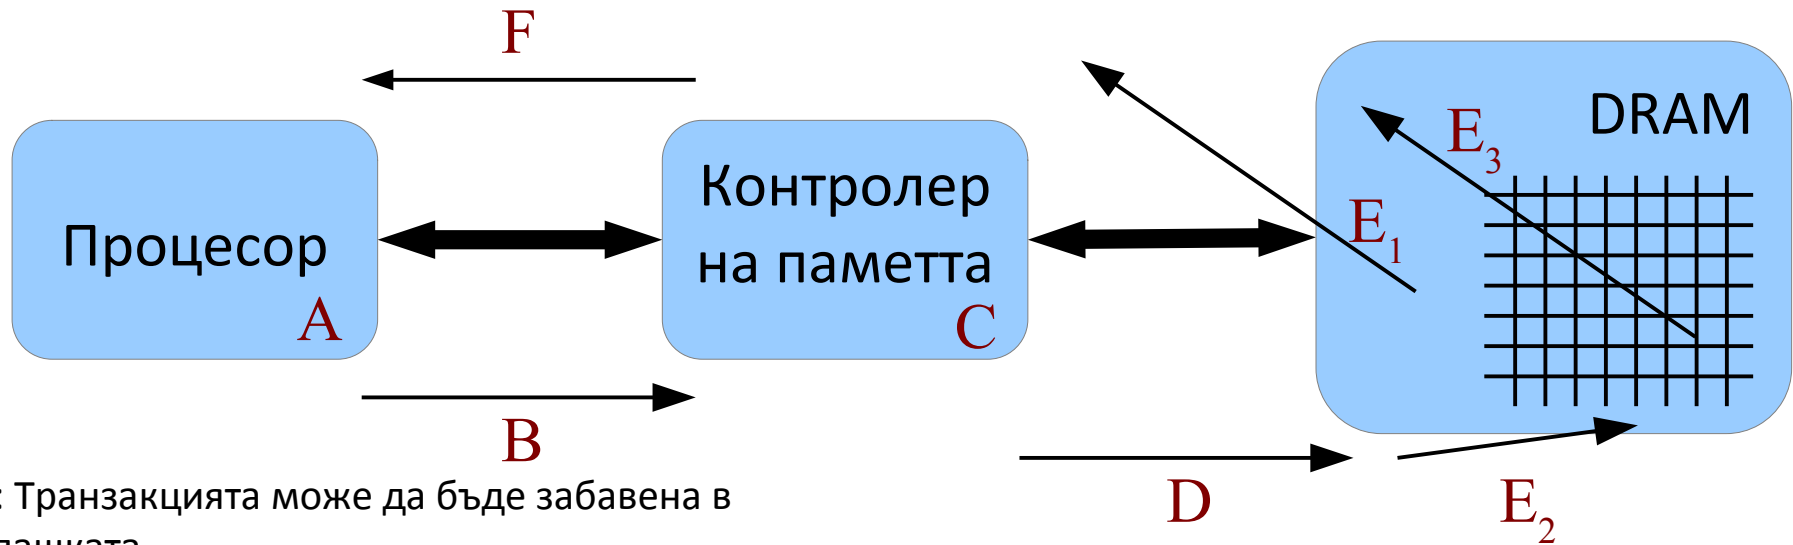 F
DRAM
E3
Контролер
на паметта
E1
Процесор
A
C
B
D
E2
: Транзакцията може да бъде забавена в